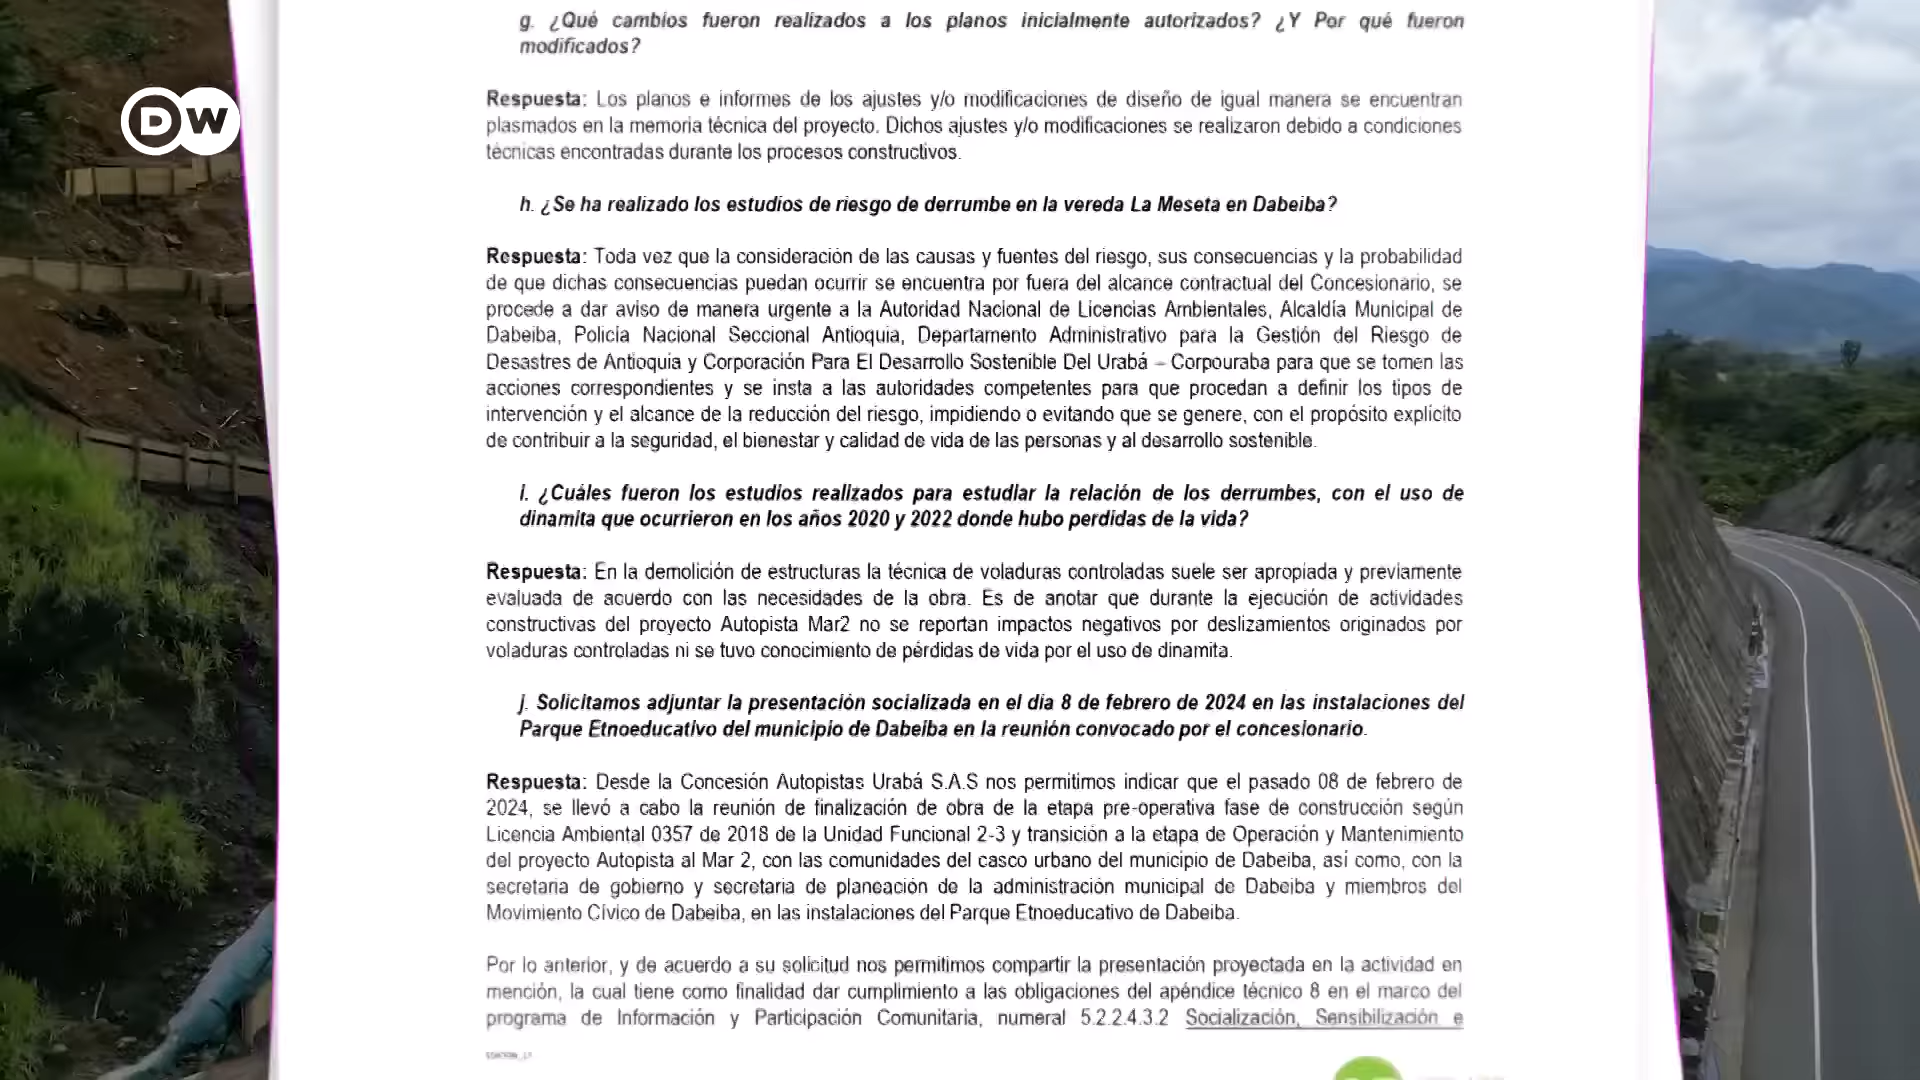 g. ¿Qué cambios fueron realizados a los planos inicialmente autorizados? ¿Y Por qué fueron
modificados?
DW
Respuesta: Los planos e informes de los ajustes y/o modificaciones de diseño de igual manera se encuentran
plasmados en la memoria técnica del proyecto. Dichos ajustes y/o modificaciones se realizaron debido a condiciones
técnicas encontradas durante los procesos constructivos.
h. ¿Se ha realizado los estudios de riesgo de derrumbe en la vereda La Meseta en Dabeiba?
Respuesta: Toda vez que la consideración de las causas y fuentes del riesgo, sus consecuencias y la probabilidad
de que dichas consecuencias puedan ocurrir se encuentra por fuera del alcance contractual del Concesionario, se
procede a dar aviso de manera urgente a la Autoridad Nacional de Licencias Ambientales, Alcaldía Municipal de
Dabeiba, Policía Nacional Seccional Antioquia, Departamento Administrativo para la Gestión del Riesgo de
Desastres de Antioquia y Corporación Para El Desarrollo Sostenible Del Urabá – Corpouraba para que se tomen las
acciones correspondientes y se insta a las autoridades competentes para que procedan a definir los tipos de
intervención y el alcance de la reducción del riesgo, impidiendo o evitando que se genere, con el propósito explícito
de contribuir a la seguridad, el bienestar y calidad de vida de las personas y al desarrollo sostenible.
i. ¿Cuáles fueron los estudios realizados para estudiar la relación de los derrumbes, con el uso de
dinamita que ocurrieron en los años 2020 y 2022 donde hubo perdidas de la vida?
Respuesta: En la demolición de estructuras la técnica de voladuras controladas suele ser apropiada y previamente
evaluada de acuerdo con las necesidades de la obra. Es de anotar que durante la ejecución de actividades
constructivas del proyecto Autopista Mar2 no se reportan impactos negativos por deslizamientos originados por
voladuras controladas ni se tuvo conocimiento de pérdidas de vida por el uso de dinamita.
j. Solicitamos adjuntar la presentación socializada en el día 8 de febrero de 2024 en las instalaciones del
Parque Etnoeducativo del municipio de Dabeiba en la reunión convocado por el concesionario.
Respuesta: Desde la Concesión Autopistas Urabá S.A.S nos permitimos indicar que el pasado 08 de febrero de
2024, se llevó a cabo la reunión de finalización de obra de la etapa pre-operativa fase de construcción según
Licencia Ambiental 0357 de 2018 de la Unidad Funcional 2-3 y transición a la etapa de Operación y Mantenimiento
del proyecto Autopista al Mar 2, con las comunidades del casco urbano del municipio de Dabeiba, así como, con la
secretaria de gobierno y secretaria de planeación de la administración municipal de Dabeiba y miembros del
Movimiento Cívico de Dabeiba, en las instalaciones del Parque Etnoeducativo de Dabeiba.
Por lo anterior, y de acuerdo a su solicitud nos permitimos compartir la presentación proyectada en la actividad en
mención, la cual tiene como finalidad dar cumplimiento a las obligaciones del apéndice técnico 8 en el marco del
programa de Información y Participación Comunitaria, numeral 5.2.2.4.3.2 Socialización, Sensibilización e